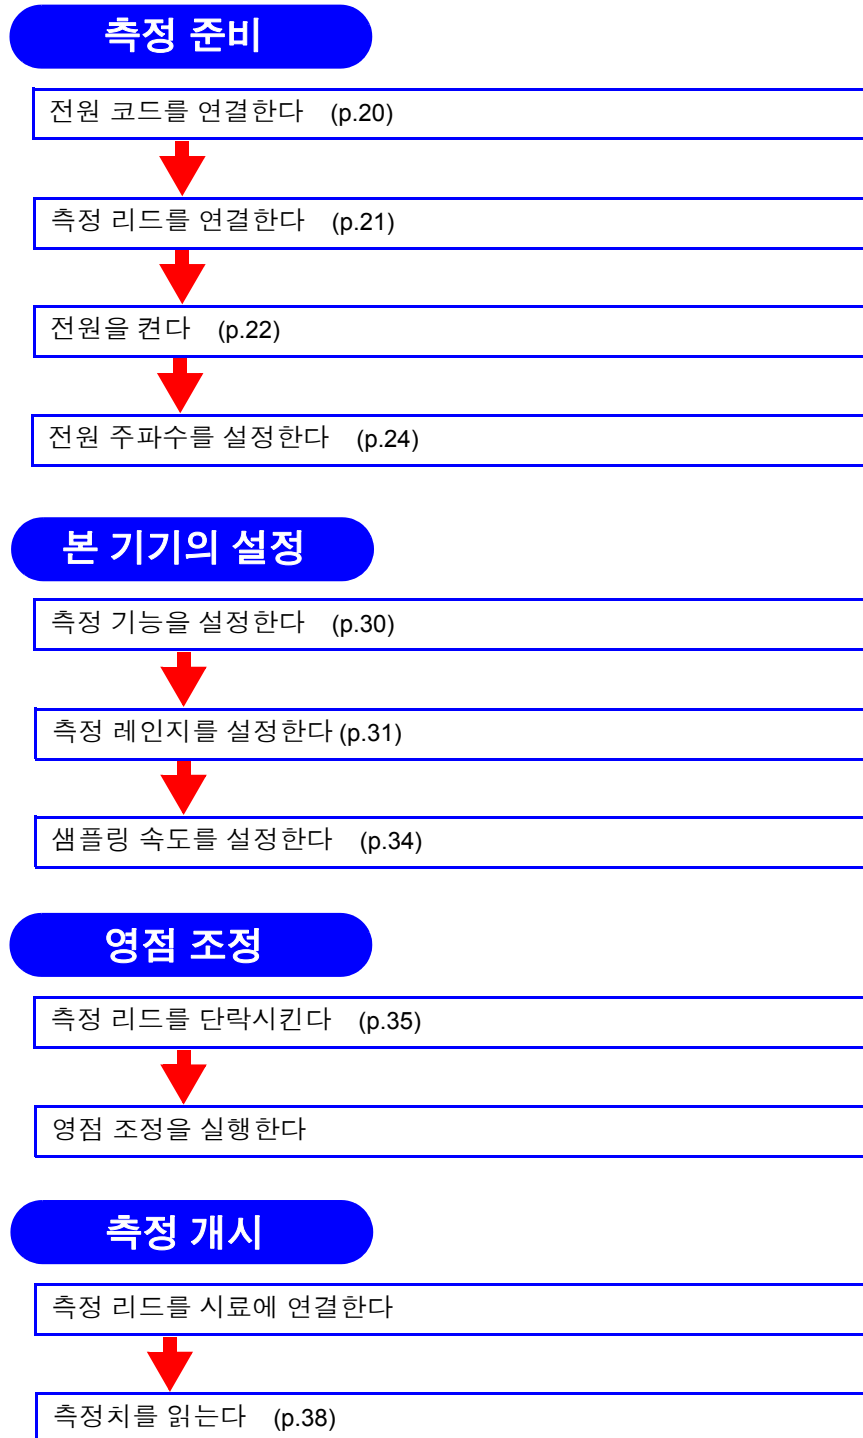 측정 준비
전원 코드를 연결한다 (p.20)
측정 리드를 연결한다 (p.21)
전원을 켠다 (p.22)
전원 주파수를 설정한다 (p.24)
본 기기의 설정
측정 기능을 설정한다 (p.30)
측정 레인지를 설정한다 (p.31)
샘플링 속도를 설정한다 (p.34)
영점 조정
측정 리드를 단락시킨다 (p.35)
영점 조정을 실행한다
측정 개시
측정 리드를 시료에 연결한다
측정치를 읽는다 (p.38)